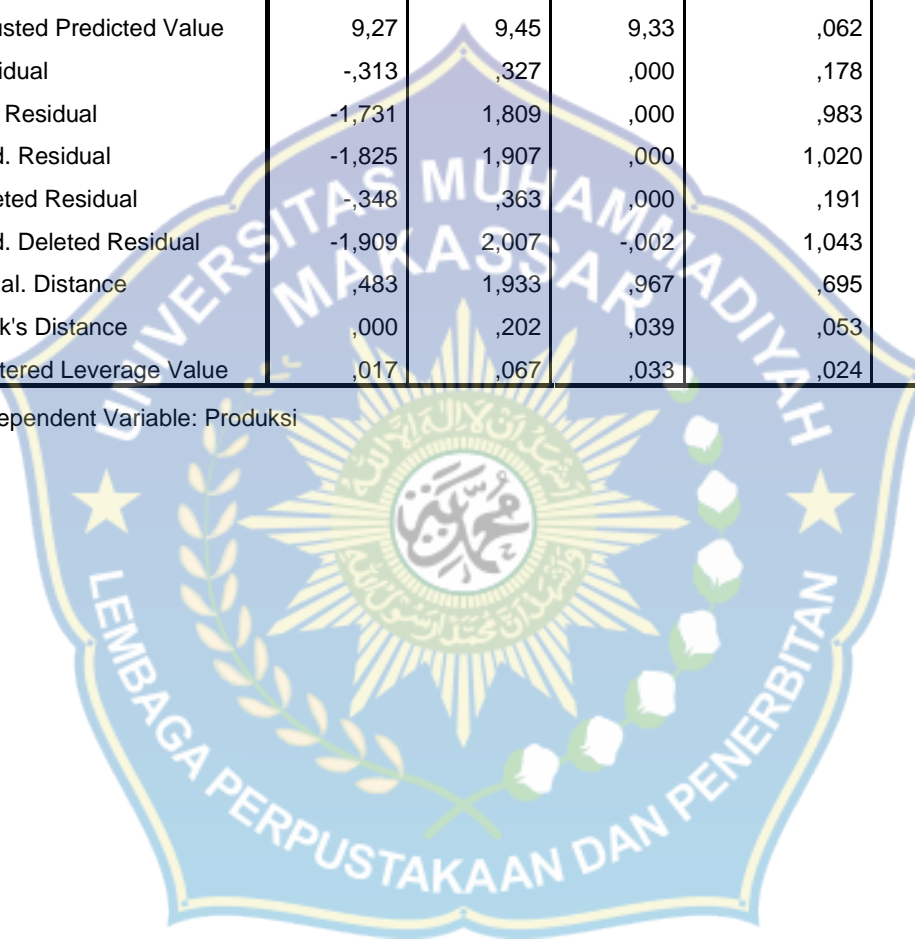 usted Predicted Value 9,27 9,45 9,33 ,062
idual -,313 ,327 ,000 ,178
Residual -1,731 1,809 ,000 ,983
d. Residual -1,825 1,907 ,000 1,020
eted Residual -,348 ,363 ,000 ,191
d. Deleted Residual -1,909 2,007 -,002 1,043
al. Distance ,483 1,933 ,967 ,695
k's Distance ,000 ,202 ,039 ,053
tered Leverage Value ,017 ,067 ,033 ,024
ependent Variable: Produksi
UNIVERSITAS MUHAMMADIYAH
MAKASSAR
LEMBAGA PERPUSTAKAAN DAN PENERBITAN